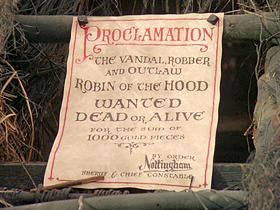 PROCLAMATION
THE VANDAL, ROBBER
AND OUTLAW
ROBIN OF THE HOOD
WANTED
DEAD OR ALIVE
FOR THE SUM OF
1000 GOLD PIECES
BY ORDER
Nottingham
SHERIFF & CHIEF CONSTABLE